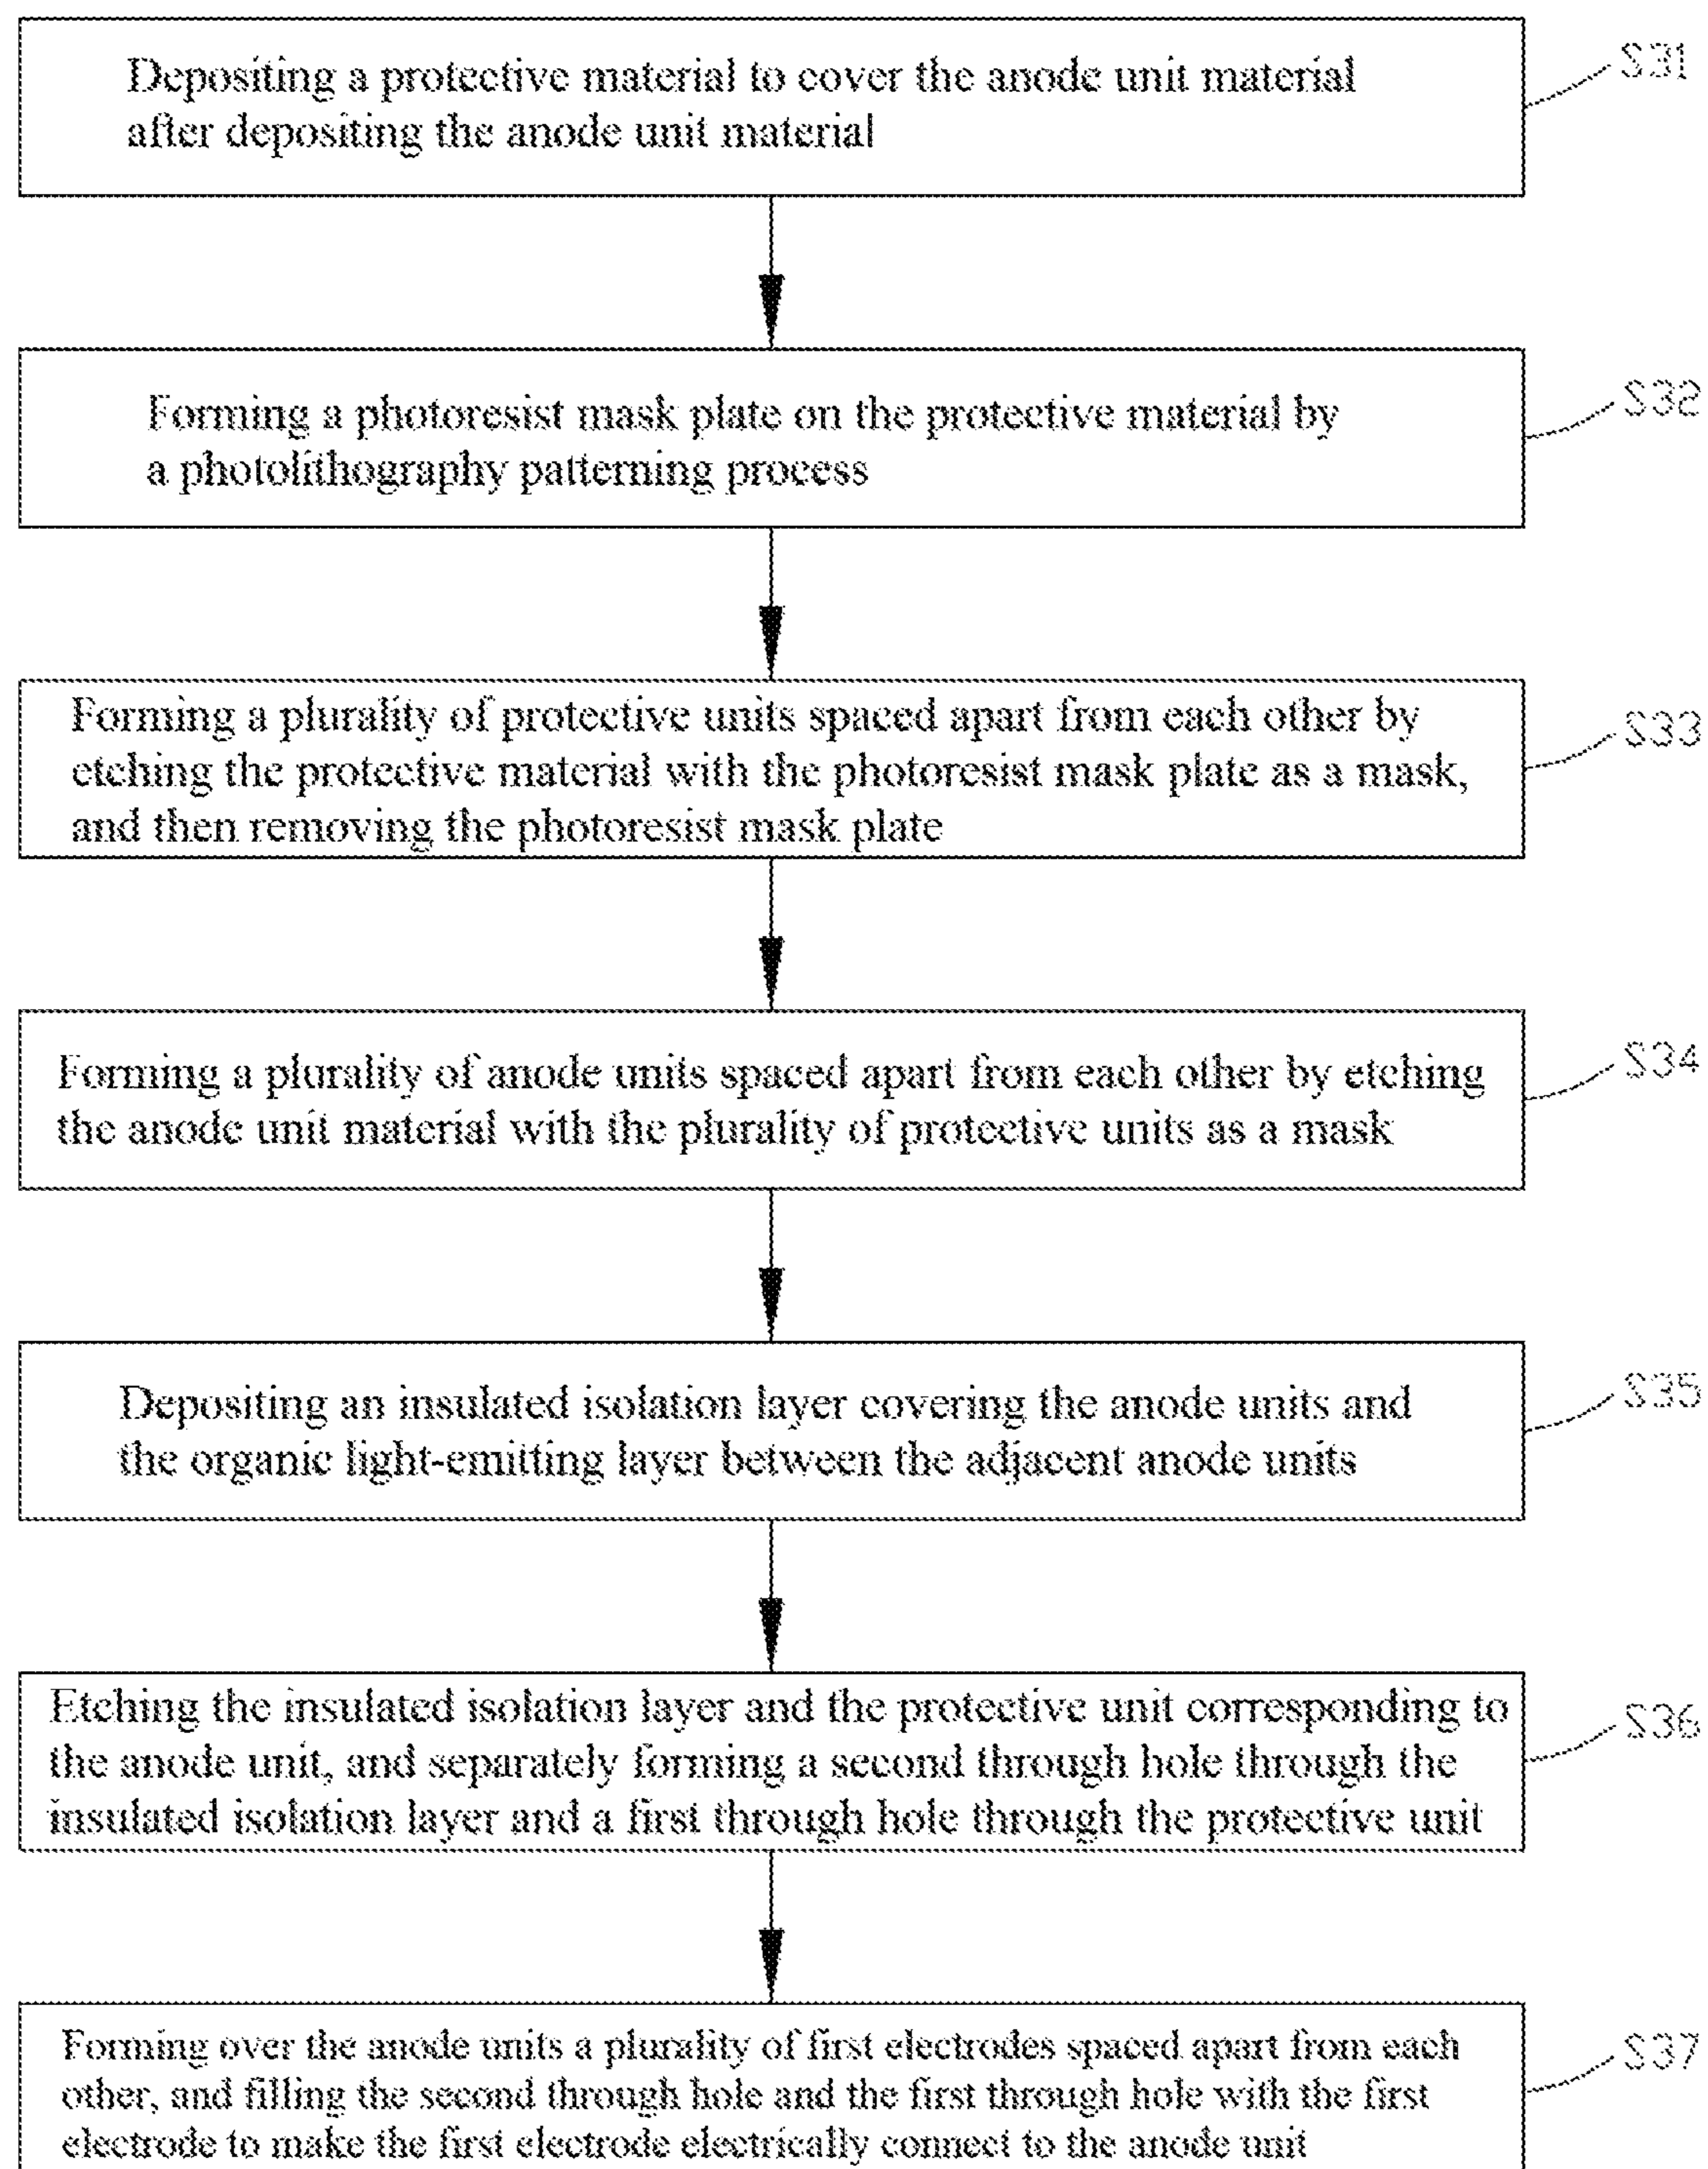 Depositing a protective material to cover the anode unit material
after depositing the anode unit material
S31
Forming a photoresist mask plate on the protective material by
a photolithography patterning process
S32
Forming a plurality of protective units spaced apart from each other by
etching the protective material with the photoresist mask plate as a mask,
and then removing the photoresist mask plate
S33
Forming a plurality of anode units spaced apart from each other by etching
the anode unit material with the plurality of protective units as a mask
S34
Depositing an insulated isolation layer covering the anode units and
the organic light-emitting layer between the adjacent anode units
S35
Etching the insulated isolation layer and the protective unit corresponding to
the anode unit, and separately forming a second through hole through the
insulated isolation layer and a first through hole through the protective unit
S36
Forming over the anode units a plurality of first electrodes spaced apart from each
other, and filling the second through hole and the first through hole with the first
electrode to make the first electrode electrically connect to the anode unit
S37